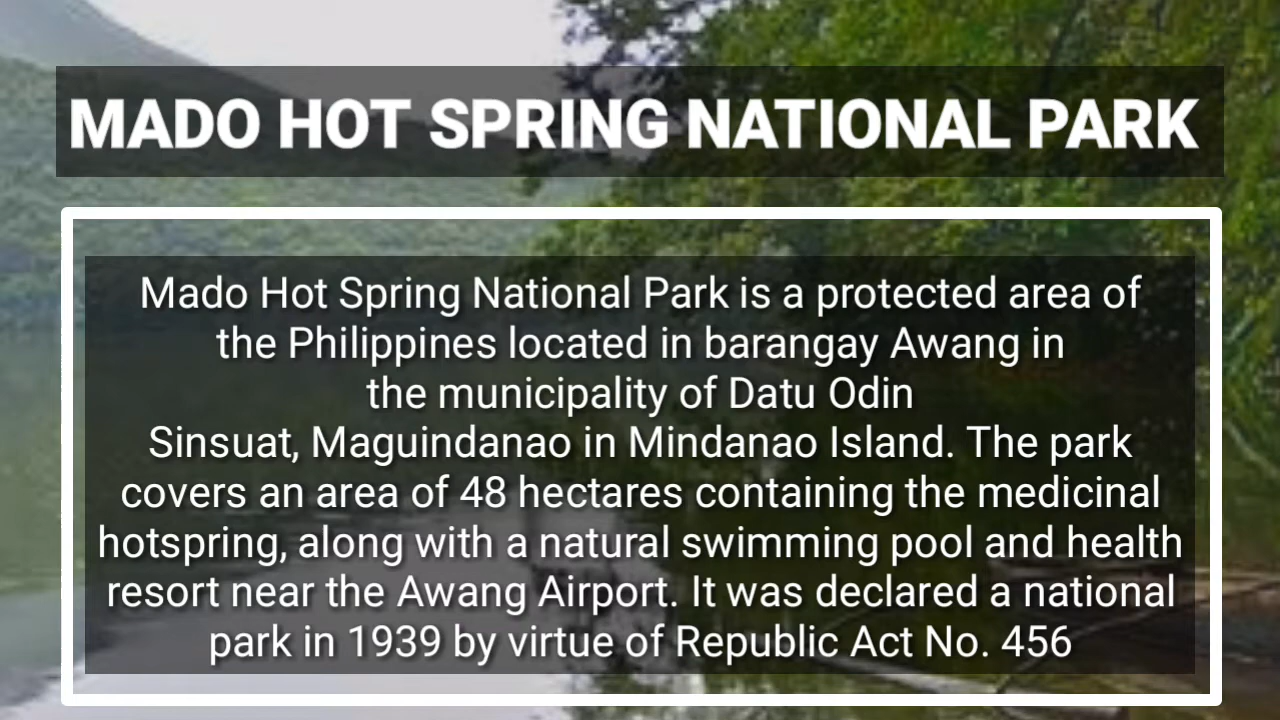 MADO HOT SPRING NATIONAL PARK
Mado Hot Spring National Park is a protected area of
the Philippines located in barangay Awang in
the municipality of Datu Odin
Sinsuat, Maguindanao in Mindanao Island. The park
covers an area of 48 hectares containing the medicinal
hotspring, along with a natural swimming pool and health
resort near the Awang Airport. It was declared a national
park in 1939 by virtue of Republic Act No. 456